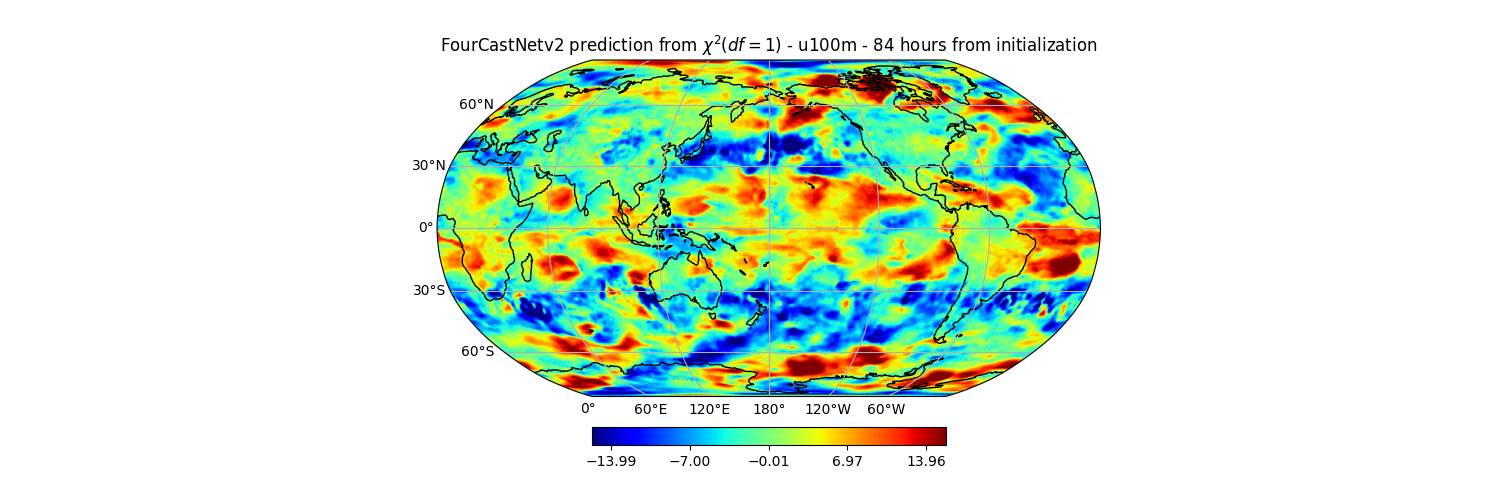 FourCastNetv2 prediction from χ²(df = 1) - u100m - 84 hours from initialization
60°N
30°N
0°
30°S
60°S
0° 60°E 120°E 180° 120°W 60°W
−13.99 −7.00 −0.01 6.97 13.96